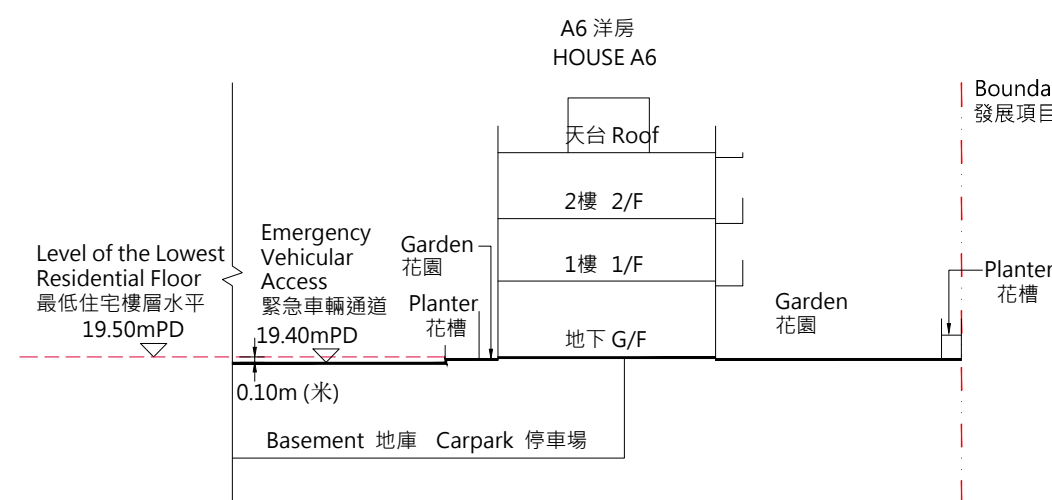 A6 洋房
HOUSE A6
發展項目
天台 Roof
2樓 2/F
1樓 1/F
地下 G/F
Level of the Lowest
Residential Floor
最低住宅樓層水平
19.50mPD
Emergency
Vehicular
Access
緊急車輛通道
19.40mPD
Garden
花園
Planter
花槽
Garden
花園
Planter
花槽
0.10m (米)
Basement 地庫 Carpark 停車場